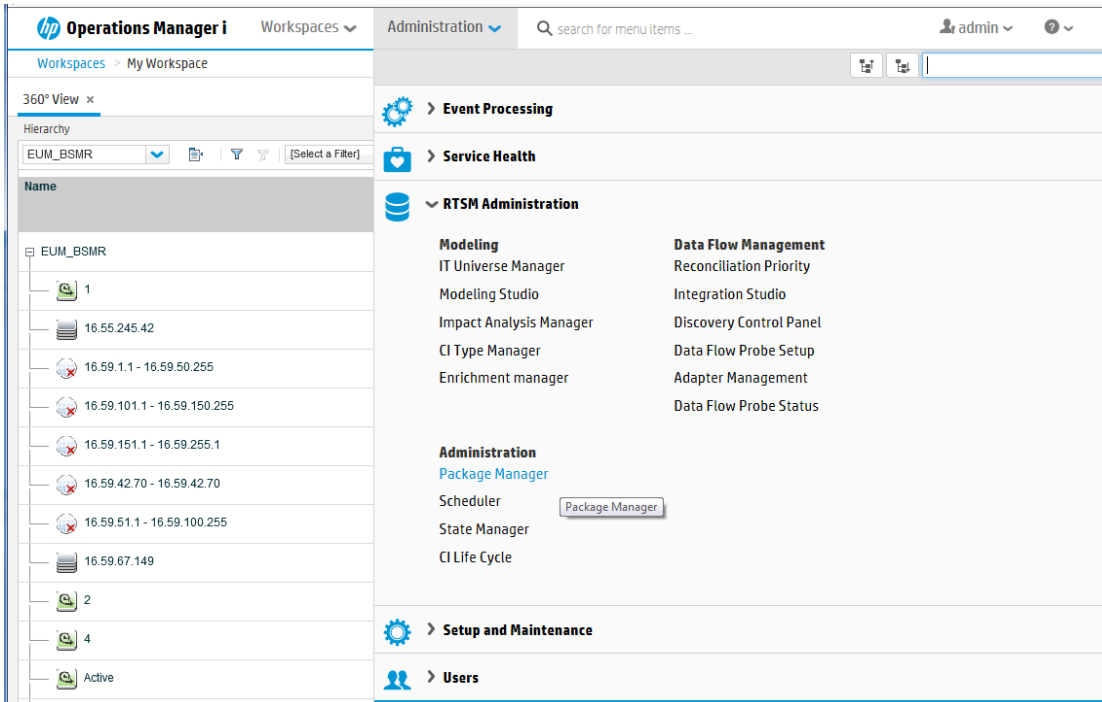 hp Operations Manager i Workspaces Administration search for menu items ... admin ?
Workspaces > My Workspace
360° View ×
Hierarchy
EUM_BSMR [Select a Filter]
Name
EUM_BSMR
1
16.55.245.42
16.59.1.1 - 16.59.50.255
16.59.101.1 - 16.59.150.255
16.59.151.1 - 16.59.255.1
16.59.42.70 - 16.59.42.70
16.59.51.1 - 16.59.100.255
16.59.67.149
2
4
Active
Event Processing
Service Health
RTSM Administration
Modeling
IT Universe Manager
Modeling Studio
Impact Analysis Manager
CI Type Manager
Enrichment manager
Data Flow Management
Reconciliation Priority
Integration Studio
Discovery Control Panel
Data Flow Probe Setup
Adapter Management
Data Flow Probe Status
Administration
Package Manager
Scheduler
Package Manager
State Manager
CI Life Cycle
Setup and Maintenance
Users